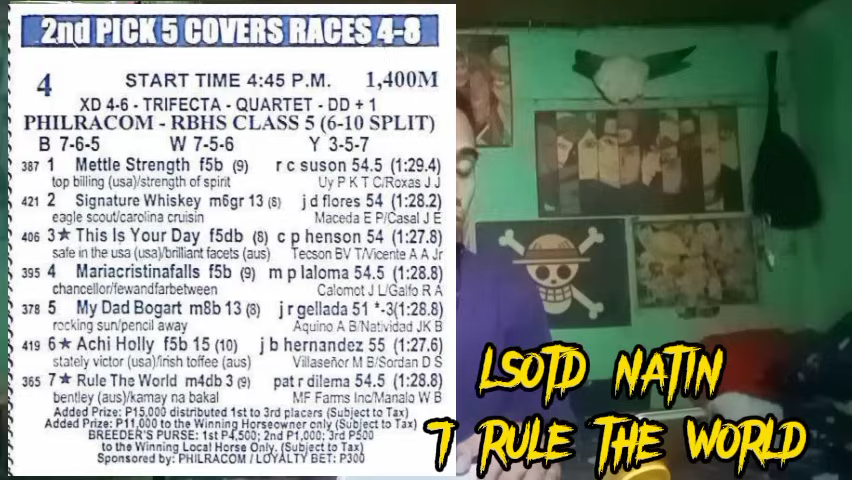 2nd PICK 5 COVERS RACES 4-8
4 START TIME 4:45 P.M. 1,400M
XD 4-6 - TRIFECTA - QUARTET - DD + 1
PHILRACOM - RBHS CLASS 5 (6-10 SPLIT)
B 7-6-5 W 7-5-6 Y 3-5-7
387 1 Mettle Strength f5b (9) r c suson 54.5 (1:29.4)
top billing (usa)/strength of spirit Uy P K T C/Roxas J J
421 2 Signature Whiskey m6gr 13 (8) j d flores 54 (1:28.2)
eagle scout/carolina cruisin Maceda E P/Casal J E
406 3★ This Is Your Day f5db (8) c p henson 54 (1:27.8)
safe in the usa (usa)/brilliant facets (aus) Tecson BV T/Vicente A A Jr
395 4 Mariacristinafalls f5b (9) m p laloma 54.5 (1:28.8)
chancellor/fewandfarbetween Calomot J L/Galfo R A
378 5 My Dad Bogart m8b 13 (8) j r gellada 51 *-3(1:28.8)
rocking sun/pencil away Aquino A B/Natividad JK B
419 6★ Achi Holly f5b 15 (10) j b hernandez 55 (1:27.6)
stately victor (usa)/irish toffee (aus) Villaseñor M B/Sordan D S
365 7★ Rule The World m4db 3 (9) pat r dilema 54.5 (1:28.8)
bentley (aus)/kamay na bakal MF Farms Inc/Manalo W B
Added Prize: P15,000 distributed 1st to 3rd placers (Subject to Tax)
Added Prize: P11,000 to the Winning Horseowner only (Subject to Tax)
BREEDER'S PURSE: 1st P4,500; 2nd P1,000; 3rd P500
to the Winning Local Horse Only. (Subject to Tax)
Sponsored by: PHILRACOM / LOYALTY BET: P300
LSOTD NATIN
7 RULE THE WORLD